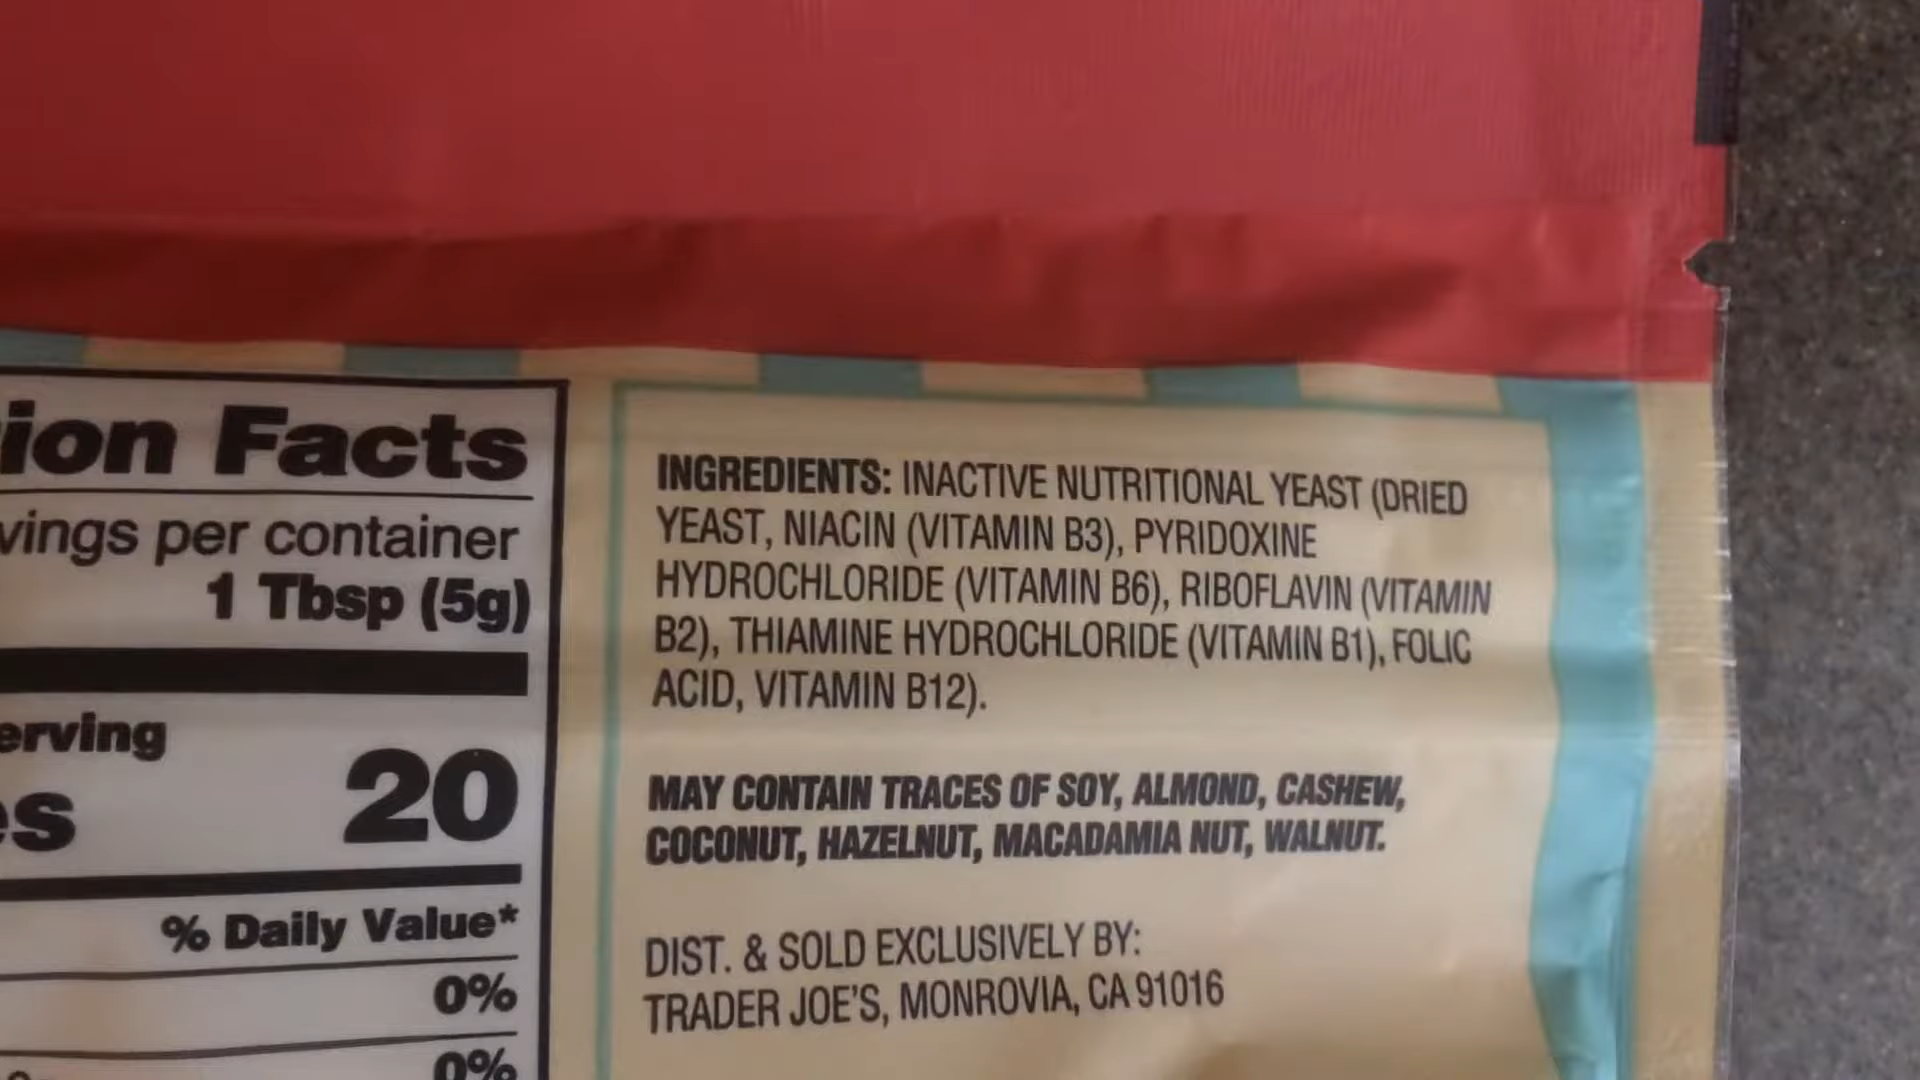 ion Facts
vings per container
1 Tbsp (5g)
erving
es 20
% Daily Value*
0%
0%
INGREDIENTS: INACTIVE NUTRITIONAL YEAST (DRIED
YEAST, NIACIN (VITAMIN B3), PYRIDOXINE
HYDROCHLORIDE (VITAMIN B6), RIBOFLAVIN (VITAMIN
B2), THIAMINE HYDROCHLORIDE (VITAMIN B1), FOLIC
ACID, VITAMIN B12).
MAY CONTAIN TRACES OF SOY, ALMOND, CASHEW,
COCONUT, HAZELNUT, MACADAMIA NUT, WALNUT.
DIST. & SOLD EXCLUSIVELY BY:
TRADER JOE'S, MONROVIA, CA 91016